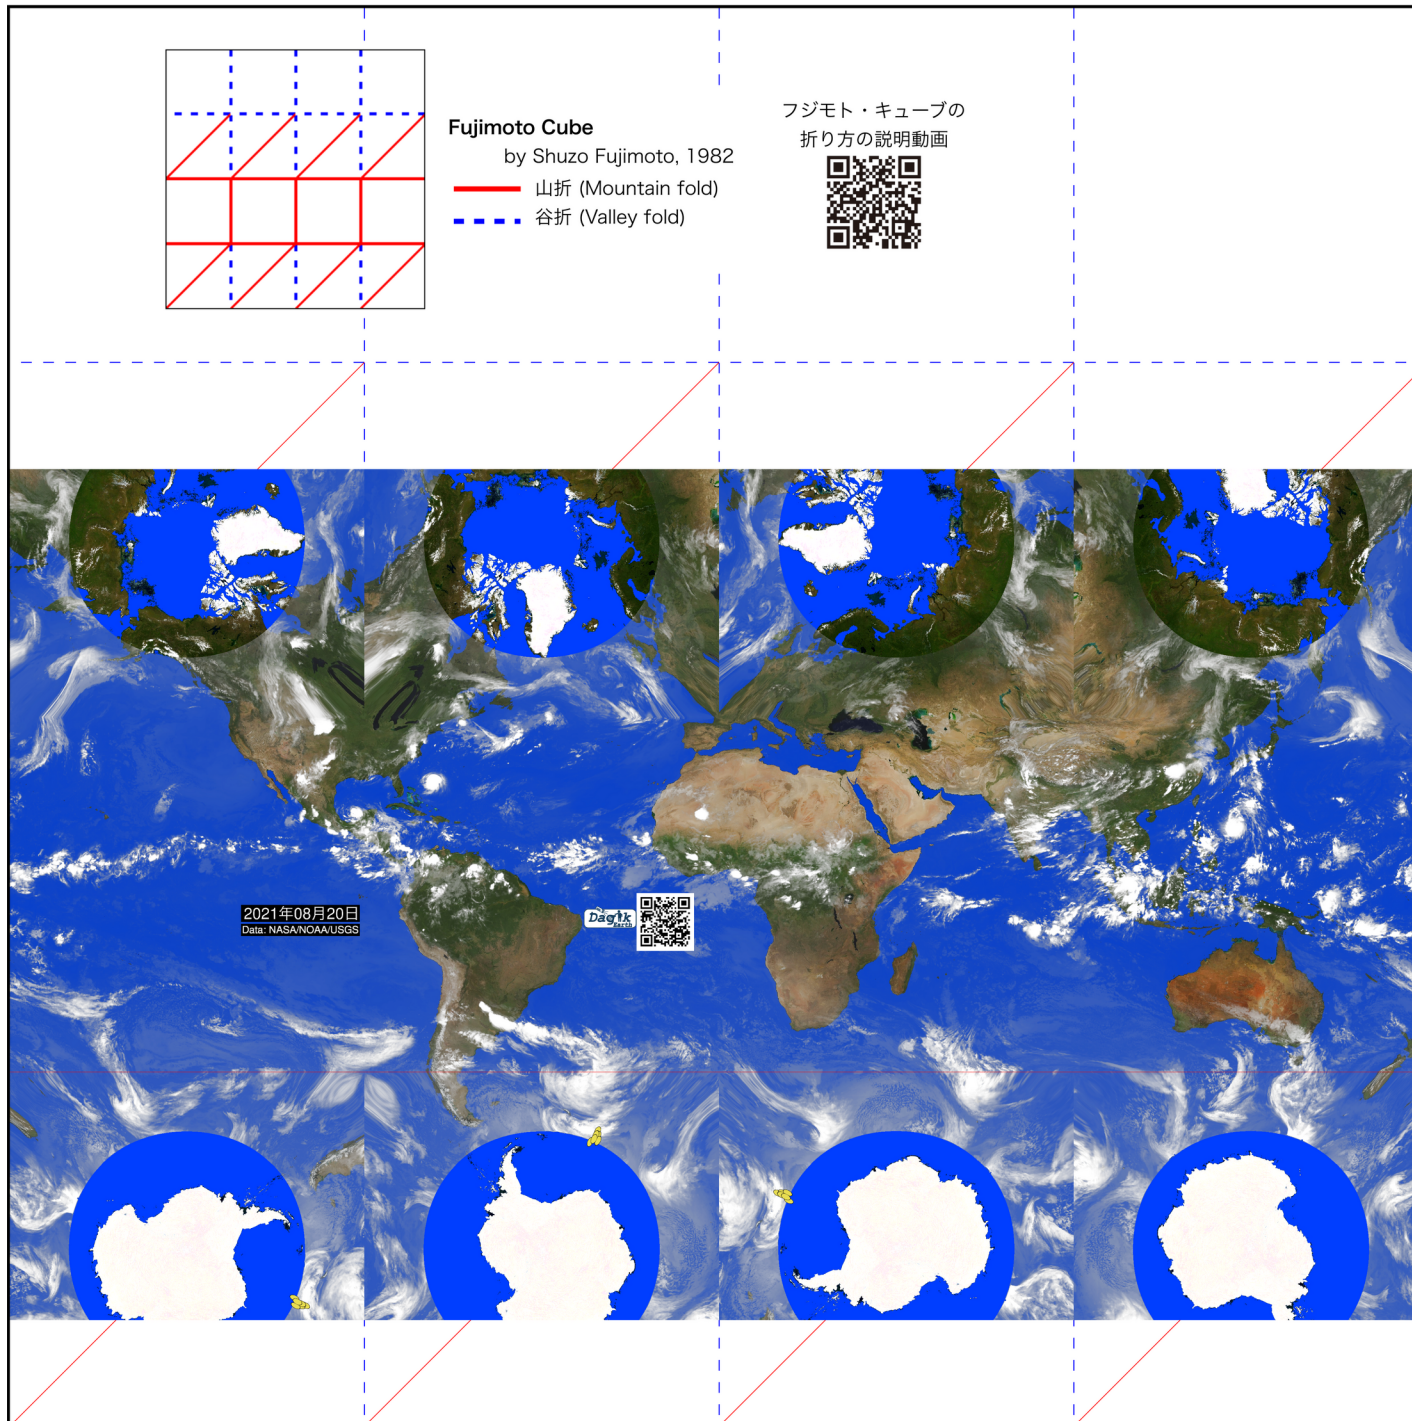 Fujimoto Cube
by Shuzo Fujimoto, 1982
山折 (Mountain fold)
谷折 (Valley fold)
フジモト・キューブの
折り方の説明動画
2021年08月20日
Data: NASA/NOAA/USGS
Dagik
Earth